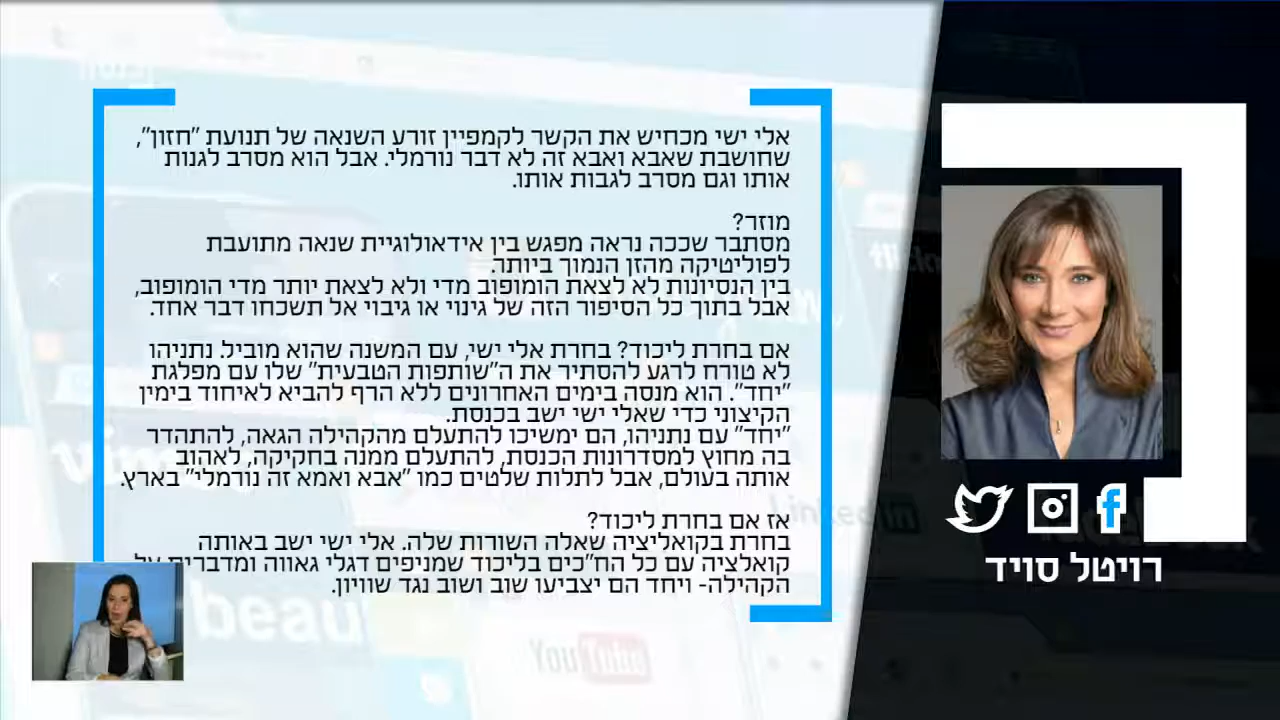 אלי ישי מכחיש את הקשר לקמפיין זורע השנאה של תנועת "חזון",
שחושבת שאבא ואבא זה לא דבר נורמלי. אבל הוא מסרב לגנות
אותו וגם מסרב לגבות אותו.
מוזר?
מסתבר שככה נראה מפגש בין אידאולוגיית שנאה מתועבת
לפוליטיקה מהזן הנמוך ביותר.
בין הנסיונות לא לצאת הומופוב מדי ולא לצאת יותר מדי הומופוב,
אבל בתוך כל הסיפור הזה של גינוי או גיבוי אל תשכחו דבר אחד.
אם בחרת ליכוד? בחרת אלי ישי, עם המשנה שהוא מוביל. נתניהו
לא טורח לרגע להסתיר את ה"שותפות הטבעית" שלו עם מפלגת
"יחד". הוא מנסה בימים האחרונים ללא הרף להביא לאיחוד בימין
הקיצוני כדי שאלי ישי ישב בכנסת.
"יחד" עם נתניהו, הם ימשיכו להתעלם מהקהילה הגאה, להתהדר
בה מחוץ למסדרונות הכנסת, להתעלם ממנה בחקיקה, לאהוב
אותה בעולם, אבל לתלות שלטים כמו "אבא ואמא זה נורמלי" בארץ.
אז אם בחרת ליכוד?
בחרת בקואליציה שאלה השורות שלה. אלי ישי ישב באותה
קואלציה עם כל הח"כים בליכוד שמניפים דגלי גאווה ומדברים על
הקהילה- ויחד הם יצביעו שוב ושוב נגד שוויון.
רויטל סויד
beau
YouTube
Linkedin
flickr